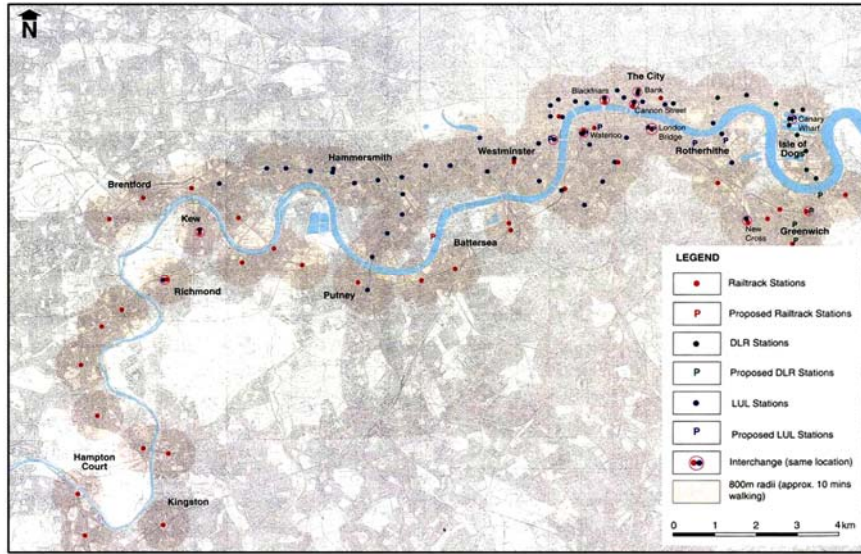 N
The City
Blackfriars
Bank
Cannon Street
Canary
Wharf
Waterloo
London
Bridge
Westminster
Hammersmith
Rotherhithe
Isle of
Dogs
Brentford
Kew
Battersea
New
Cross
Greenwich
Richmond
Putney
Hampton
Court
Kingston
LEGEND
Railtrack Stations
P Proposed Railtrack Stations
DLR Stations
P Proposed DLR Stations
LUL Stations
P Proposed LUL Stations
Interchange (same location)
800m radii (approx. 10 mins
walking)
0 1 2 3 4 km